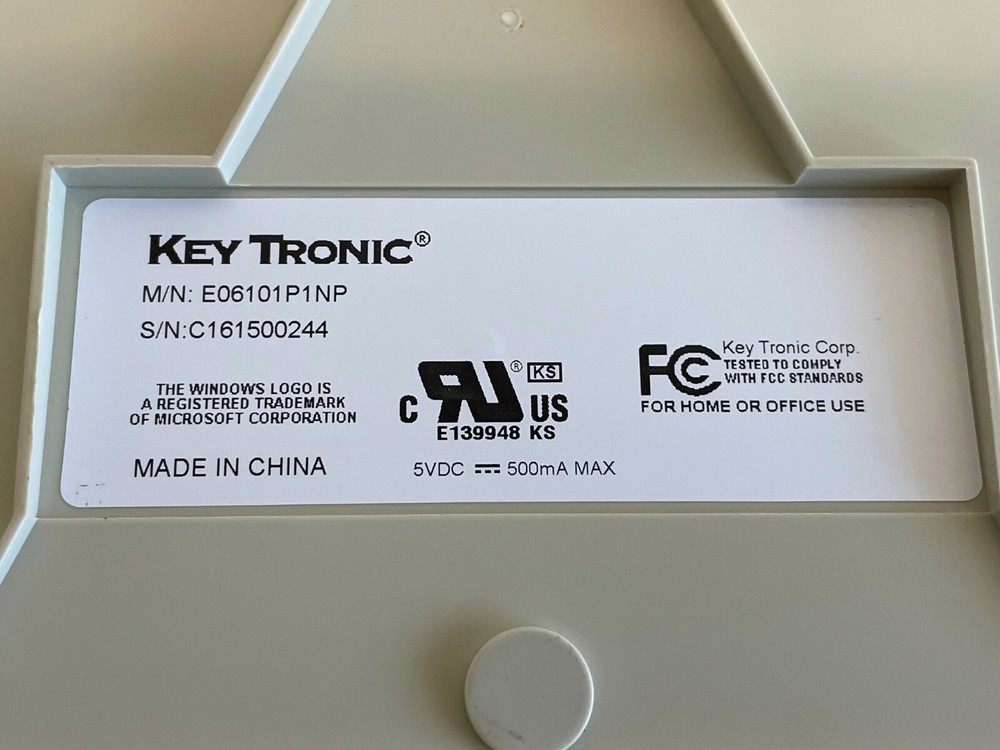 KEY TRONIC®
M/N: E06101P1NP
S/N:C161500244
THE WINDOWS LOGO IS
A REGISTERED TRADEMARK
OF MICROSOFT CORPORATION
MADE IN CHINA
C RU® US
KS
E139948 KS
5VDC ⎓ 500mA MAX
FC Key Tronic Corp.
TESTED TO COMPLY
WITH FCC STANDARDS
FOR HOME OR OFFICE USE